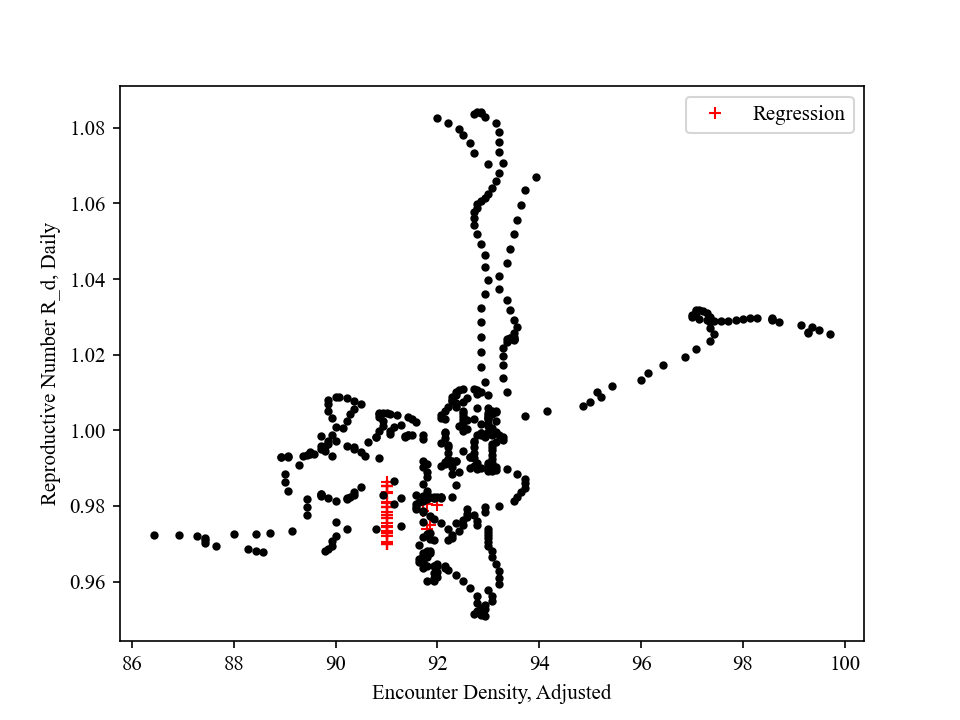 Regression
1.08
1.06
1.04
1.02
1.00
0.98
0.96
Reproductive Number R_d, Daily
86 88 90 92 94 96 98 100
Encounter Density, Adjusted